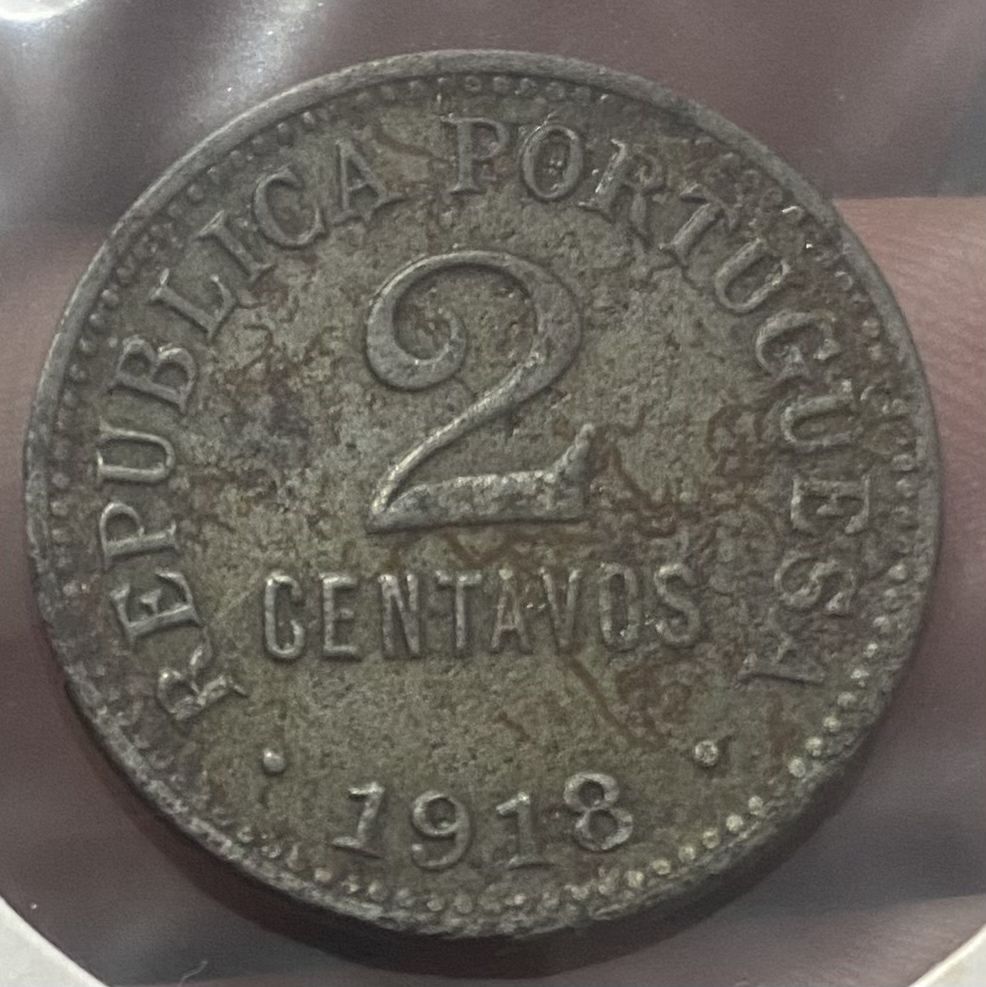 REPUBLICA PORTUGUESA
2
CENTAVOS
• 1918 •